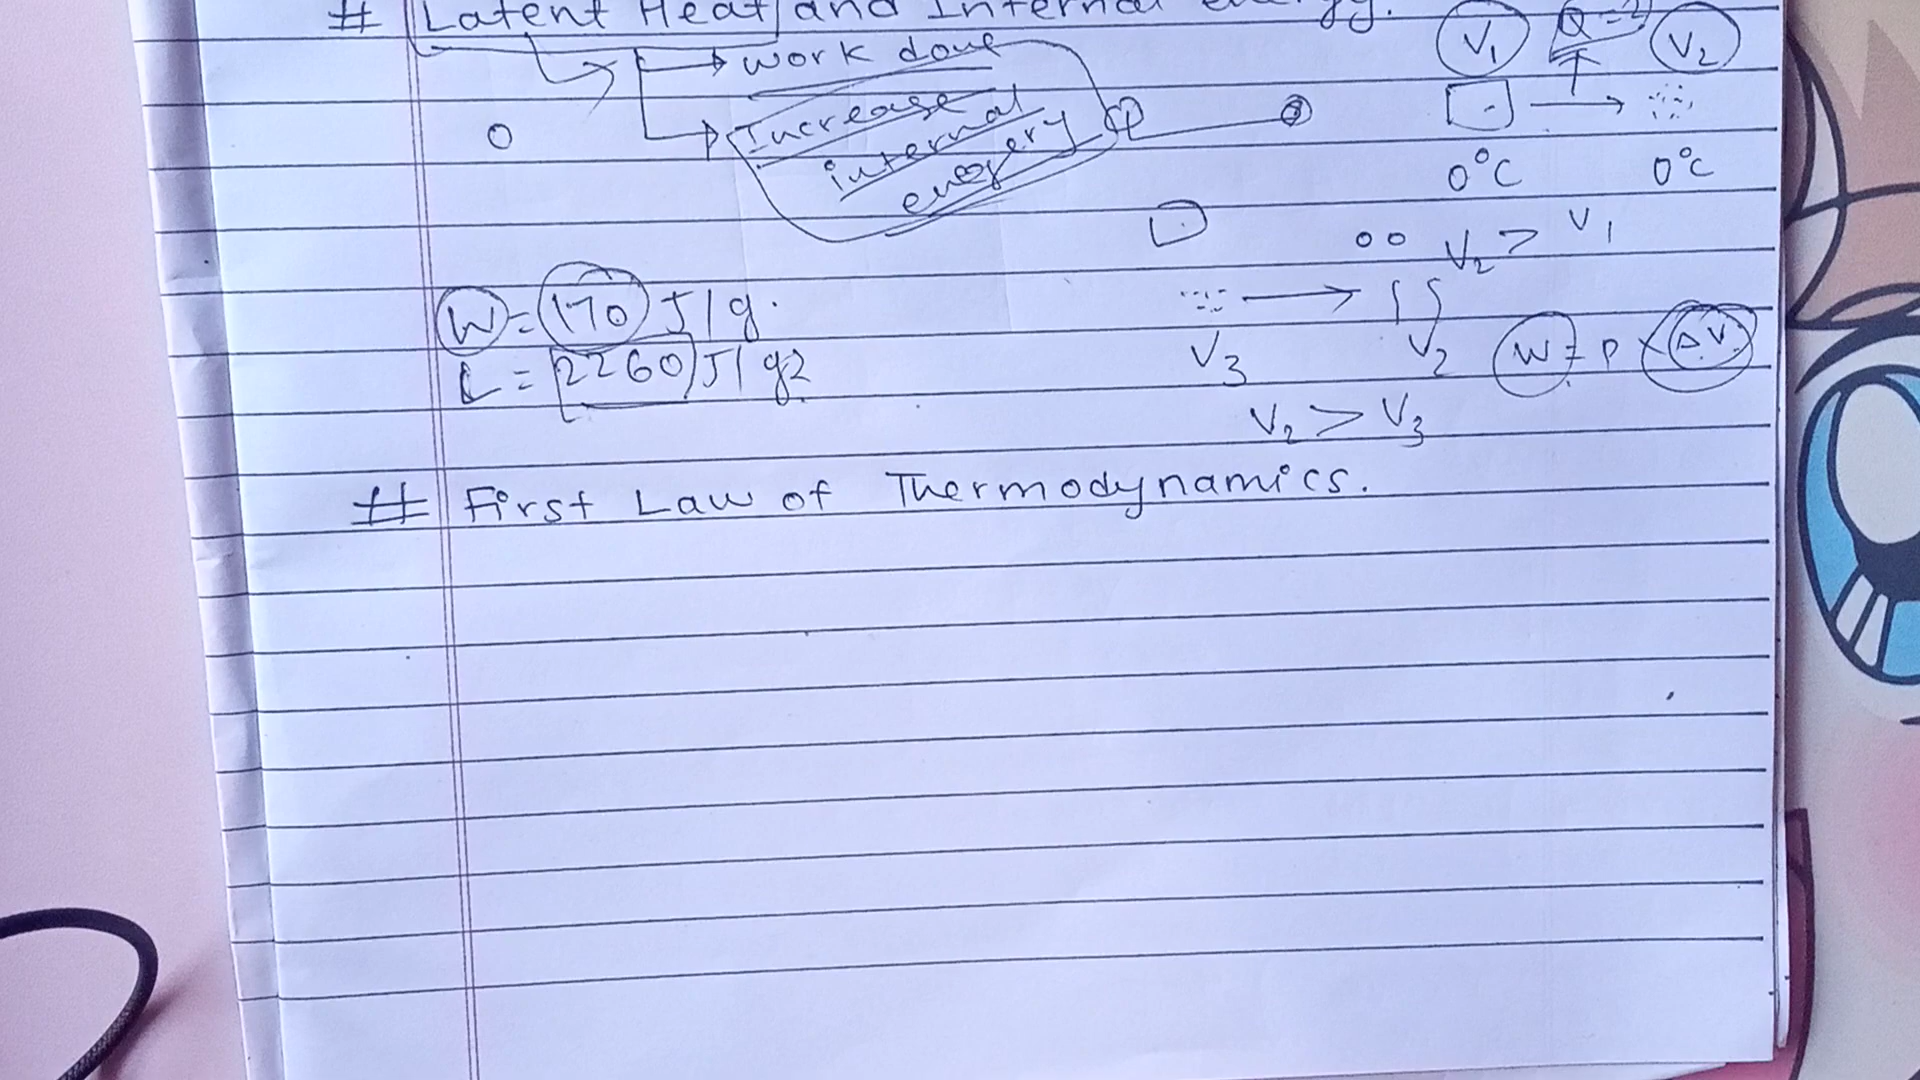 # Latent Heat and Internal energy.
V₁ Q = V₂
work done
Increase
internal
enegery
0°C 0°C
V₂ > V₁
W = 170 J/g.
L = 2260 J/g
V₃ V₂ W = P × ΔV
V₂ > V₃
# First Law of Thermodynamics.